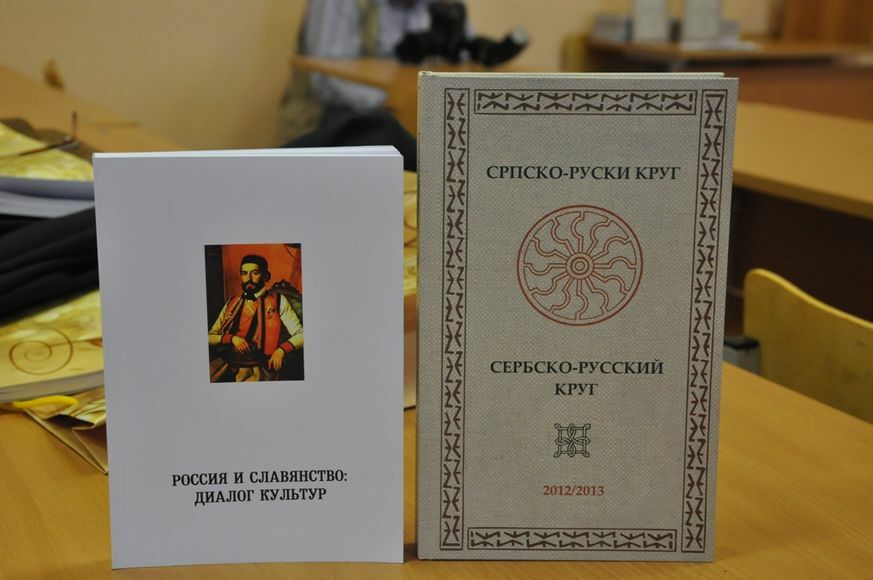 РОССИЯ И СЛАВЯНСТВО:
ДИАЛОГ КУЛЬТУР
СРПСКО-РУСКИ КРУГ
СЕРБСКО-РУССКИЙ
КРУГ
2012/2013